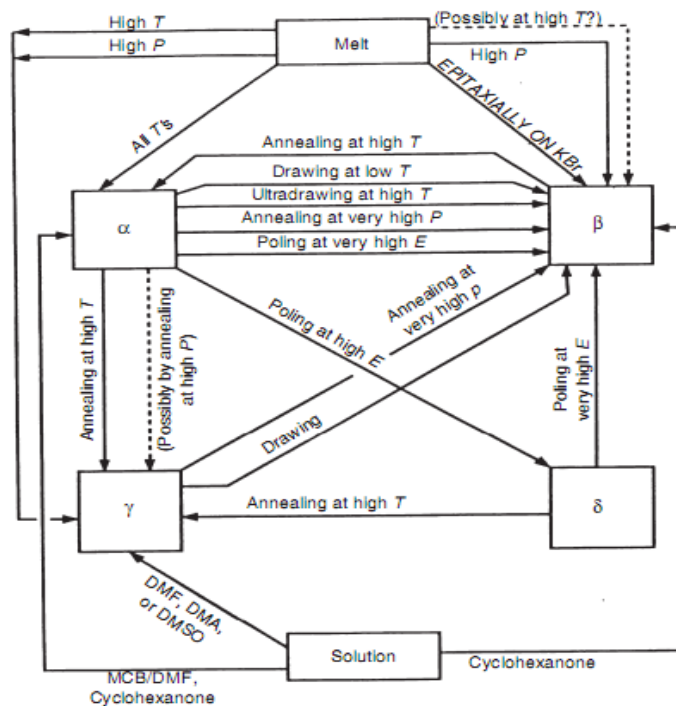 High T
(Possibly at high T?)
Melt
High P
High P
EPITAXIALLY ON KBr
All T's
Annealing at high T
Drawing at low T
Ultradrawing at high T
Annealing at very high P
Poling at very high E
α
β
Annealing at high T
(Possibly by annealing
at high P)
Poling at high E
Annealing at
very high p
Poling at
very high E
Drawing
γ
Annealing at high T
δ
DMF, DMA,
or DMSO
Solution
MCB/DMF,
Cyclohexanone
Cyclohexanone